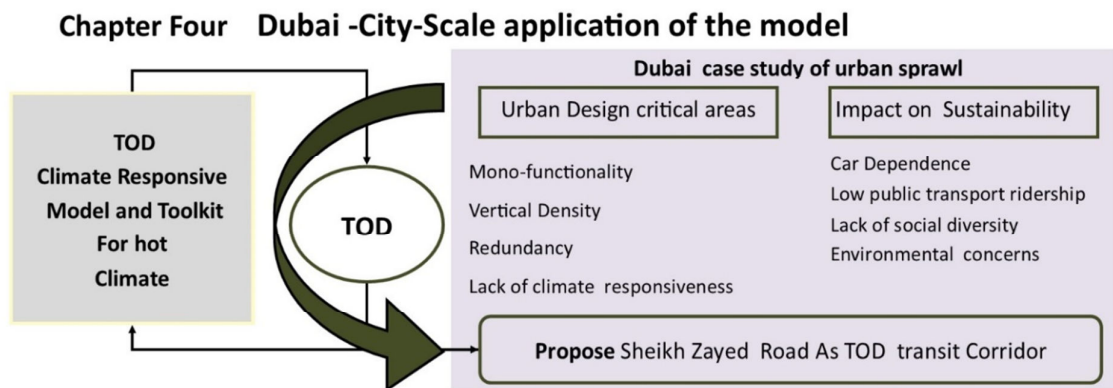 Chapter Four Dubai -City-Scale application of the model
TOD
Climate Responsive
Model and Toolkit
For hot
Climate
TOD
Dubai case study of urban sprawl
Urban Design critical areas
Mono-functionality
Vertical Density
Redundancy
Lack of climate responsiveness
Impact on Sustainability
Car Dependence
Low public transport ridership
Lack of social diversity
Environmental concerns
Propose Sheikh Zayed Road As TOD transit Corridor